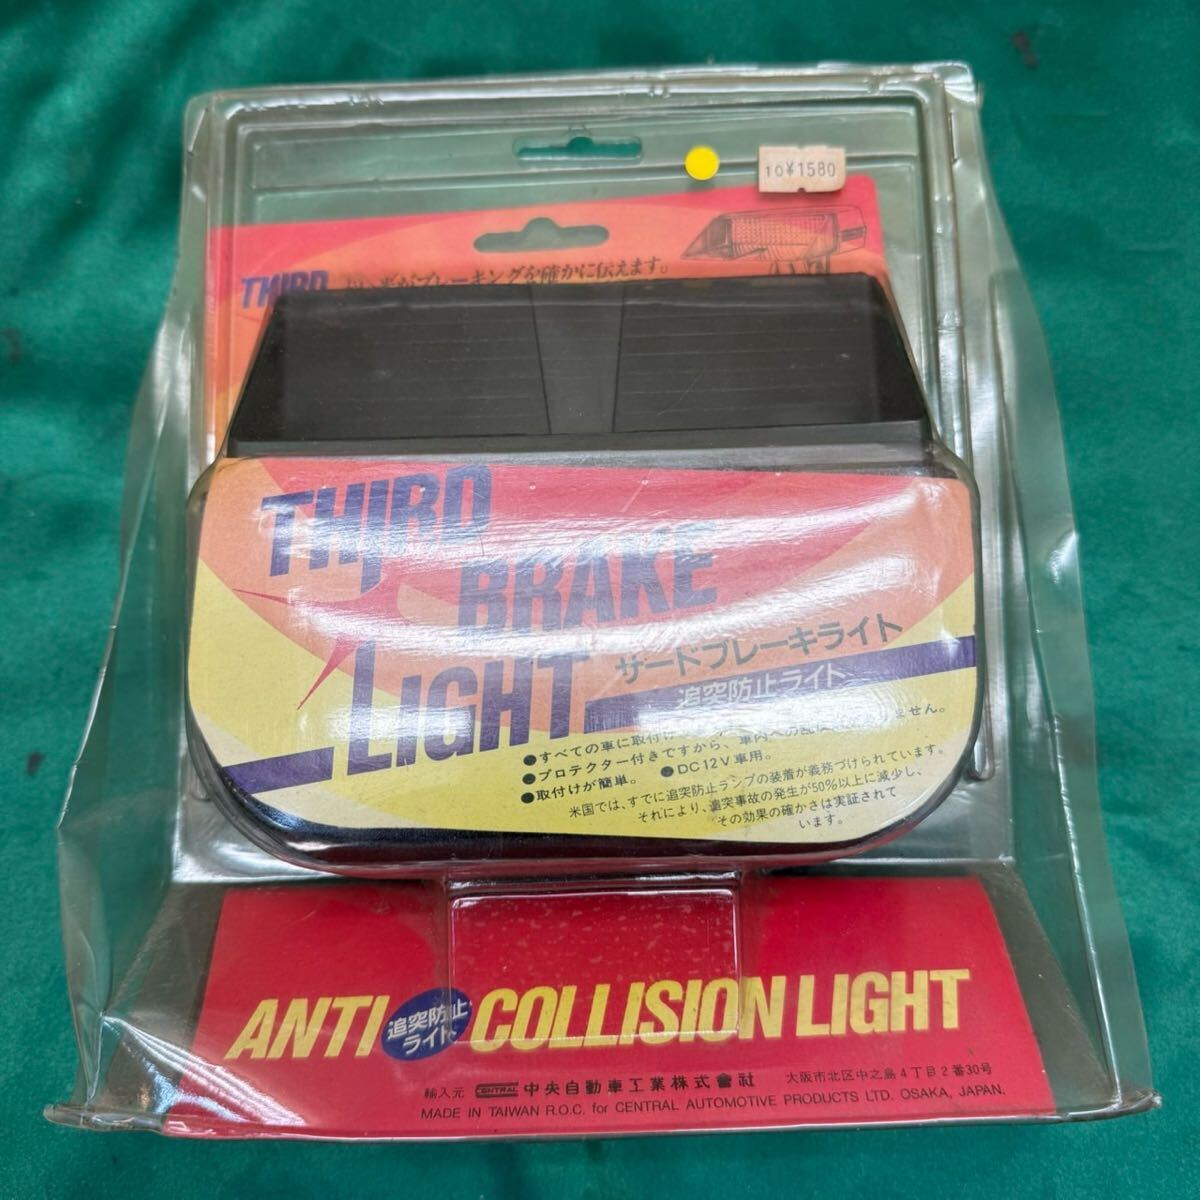 10¥1580
THIRD
ブレーキングを確かに伝えます。
THIRD
BRAKE
LIGHT
サードブレーキライト
追突防止ライト
●すべての車に取付け
ません。
●プロテクター付きですから、車内への
●取付けが簡単。 ●DC12V車用。
米国では、すでに追突防止ランプの装着が義務づけられています。
それにより、追突事故の発生が50%以上に減少し、
その効果の確かさは実証されて
います。
ANTI 追突防止ライト COLLISION LIGHT
輸入元 CENTRAL 中央自動車工業株式會社 大阪市北区中之島4丁目2番30号
MADE IN TAIWAN R.O.C. for CENTRAL AUTOMOTIVE PRODUCTS LTD. OSAKA, JAPAN.